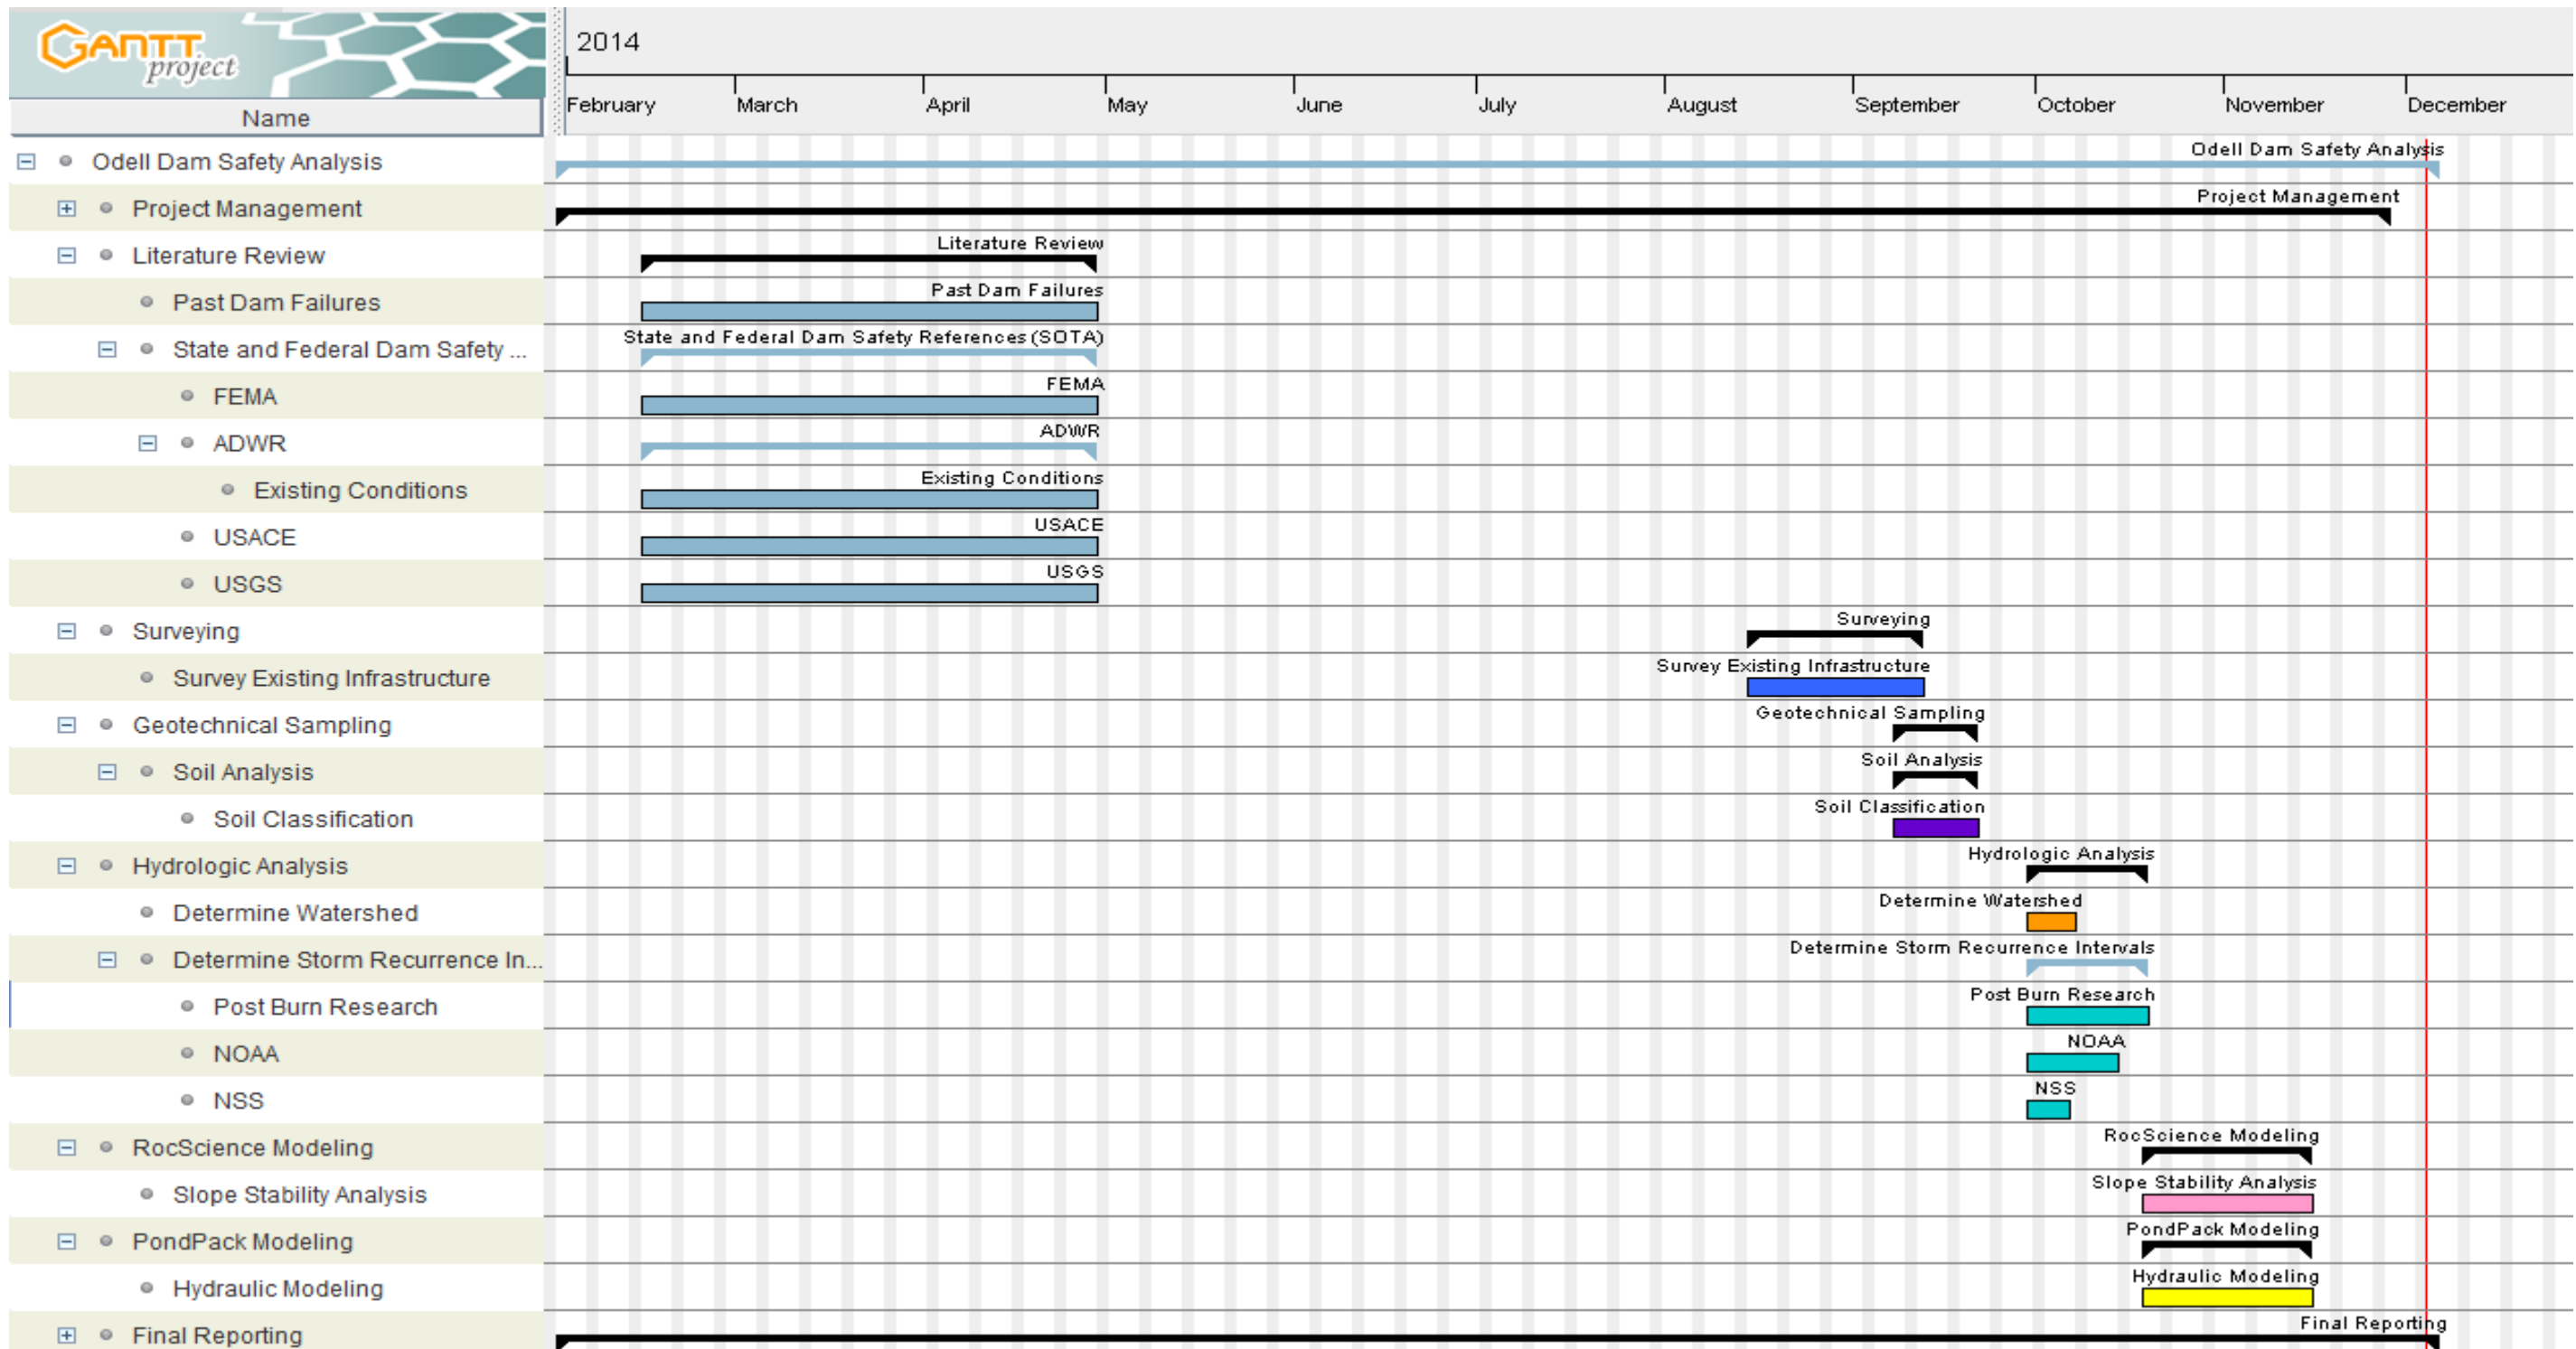 GANTT
project
2014
Name
February March April May June July August September October November December
Odell Dam Safety Analysis
Odell Dam Safety Analysis
Project Management
Project Management
Literature Review
Literature Review
Past Dam Failures
Past Dam Failures
State and Federal Dam Safety ...
State and Federal Dam Safety References (SOTA)
FEMA
FEMA
ADWR
ADWR
Existing Conditions
Existing Conditions
USACE
USACE
USGS
USGS
Surveying
Surveying
Survey Existing Infrastructure
Survey Existing Infrastructure
Geotechnical Sampling
Geotechnical Sampling
Soil Analysis
Soil Analysis
Soil Classification
Soil Classification
Hydrologic Analysis
Hydrologic Analysis
Determine Watershed
Determine Watershed
Determine Storm Recurrence In...
Determine Storm Recurrence Intervals
Post Burn Research
Post Burn Research
NOAA
NOAA
NSS
NSS
RocScience Modeling
RocScience Modeling
Slope Stability Analysis
Slope Stability Analysis
PondPack Modeling
PondPack Modeling
Hydraulic Modeling
Hydraulic Modeling
Final Reporting
Final Reporting